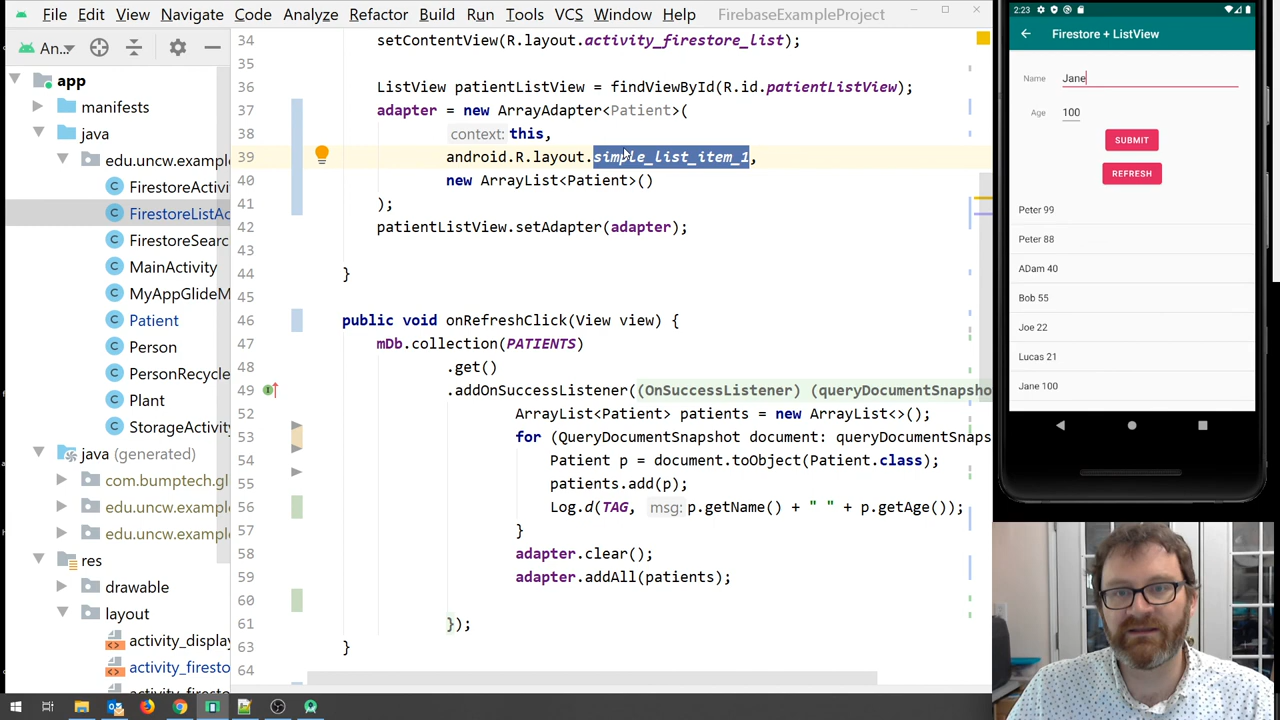 File Edit View Navigate Code Analyze Refactor Build Run Tools VCS Window Help FirebaseExampleProject
An...
app
manifests
java
edu.uncw.example
FirestoreActivi
FirestoreListAc
FirestoreSearc
MainActivity
MyAppGlideM
Patient
Person
PersonRecycle
Plant
StorageActivity
java (generated)
com.bumptech.gl
edu.uncw.example
edu.uncw.example
res
drawable
layout
activity_display
activity_firesto
activity_firesto
34 setContentView(R.layout.activity_firestore_list);
35
36 ListView patientListView = findViewById(R.id.patientListView);
37 adapter = new ArrayAdapter<Patient>(
38 context: this,
39 android.R.layout.simple_list_item_1,
40 new ArrayList<Patient>()
41 );
42 patientListView.setAdapter(adapter);
43
44 }
45
46 public void onRefreshClick(View view) {
47 mDb.collection(PATIENTS)
48 .get()
49 .addOnSuccessListener((OnSuccessListener) (queryDocumentSnapsho
52 ArrayList<Patient> patients = new ArrayList<>();
53 for (QueryDocumentSnapshot document: queryDocumentSnaps
54 Patient p = document.toObject(Patient.class);
55 patients.add(p);
56 Log.d(TAG, msg: p.getName() + " " + p.getAge());
57 }
58 adapter.clear();
59 adapter.addAll(patients);
60
61 });
63 }
64
2:23
Firestore + ListView
Name Jane
Age 100
SUBMIT
REFRESH
Peter 99
Peter 88
ADam 40
Bob 55
Joe 22
Lucas 21
Jane 100